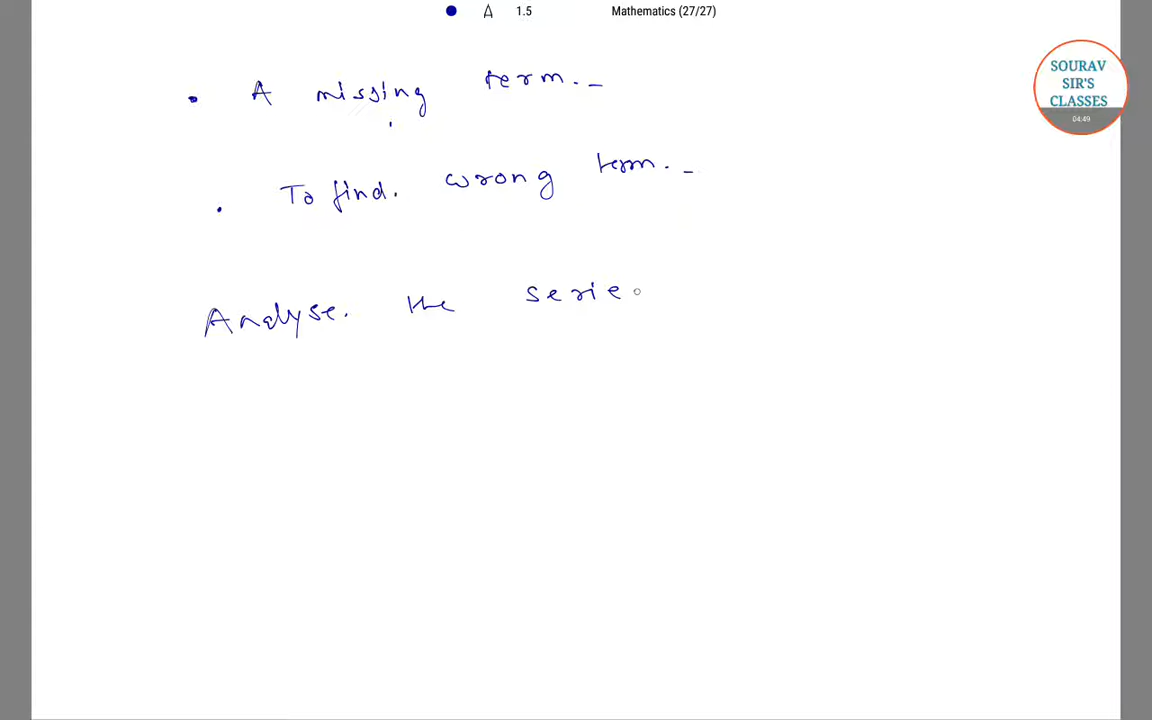 A 1.5 Mathematics (27/27)
SOURAV
SIR'S
CLASSES
04:49
• A missing term. -
• To find. wrong term. -
Analyse. the serie